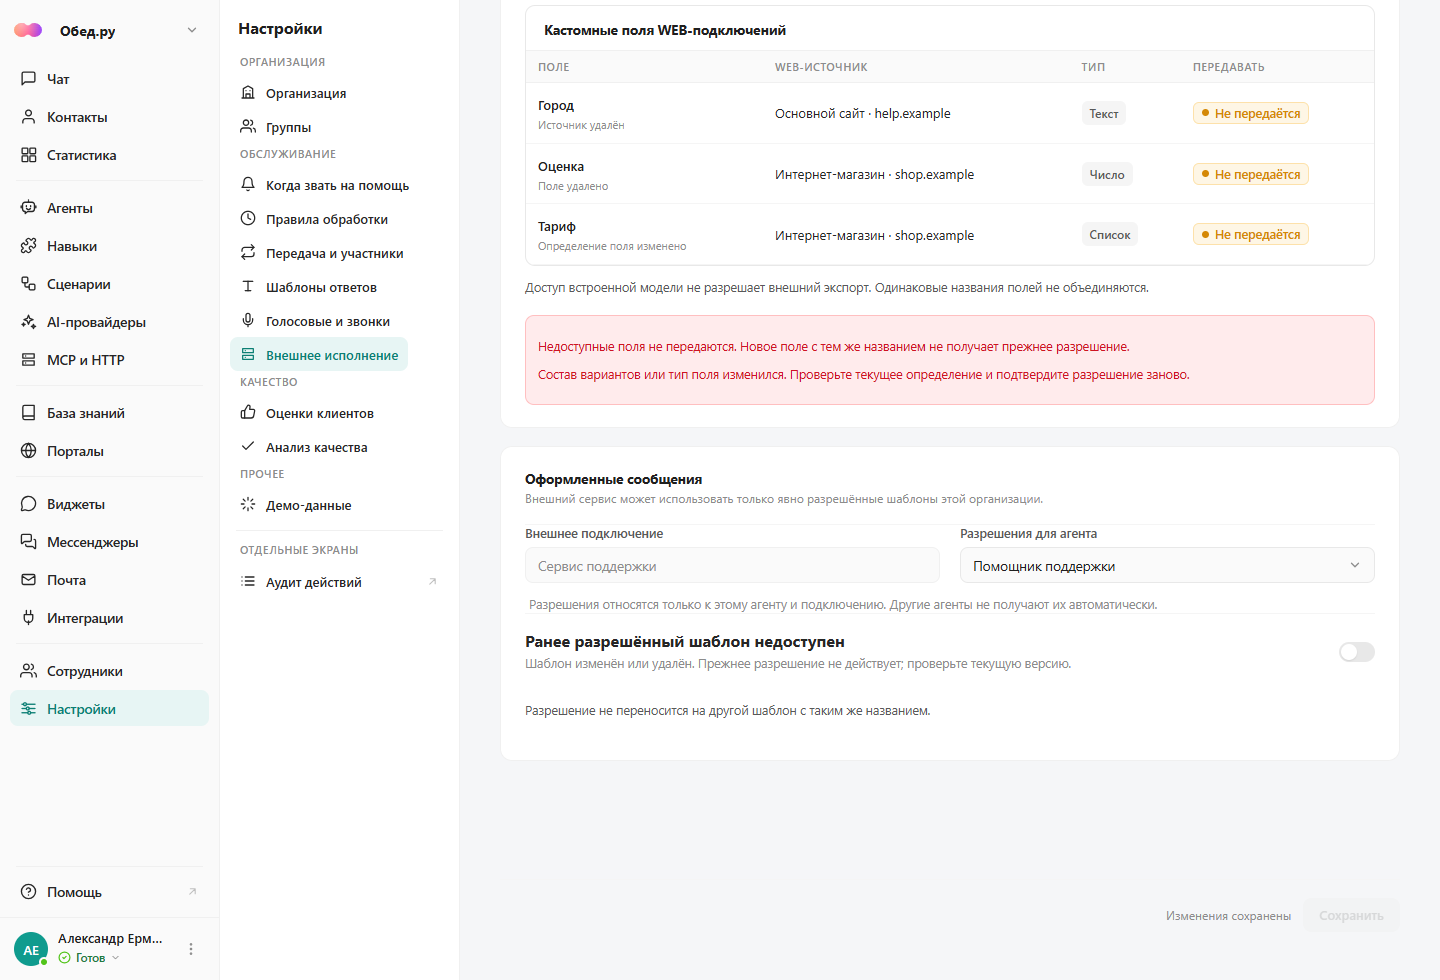 Обед.ру
Чат
Контакты
Статистика
Агенты
Навыки
Сценарии
AI-провайдеры
MCP и HTTP
База знаний
Порталы
Виджеты
Мессенджеры
Почта
Интеграции
Сотрудники
Настройки
Помощь
АЕ
Александр Ерм...
Готов
Настройки
ОРГАНИЗАЦИЯ
Организация
Группы
ОБСЛУЖИВАНИЕ
Когда звать на помощь
Правила обработки
Передача и участники
Шаблоны ответов
Голосовые и звонки
Внешнее исполнение
КАЧЕСТВО
Оценки клиентов
Анализ качества
ПРОЧЕЕ
Демо-данные
ОТДЕЛЬНЫЕ ЭКРАНЫ
Аудит действий
Кастомные поля WEB-подключений
ПОЛЕ WEB-ИСТОЧНИК ТИП ПЕРЕДАВАТЬ
Город
Источник удалён
Основной сайт · help.example
Текст
Не передаётся
Оценка
Поле удалено
Интернет-магазин · shop.example
Число
Не передаётся
Тариф
Определение поля изменено
Интернет-магазин · shop.example
Список
Не передаётся
Доступ встроенной модели не разрешает внешний экспорт. Одинаковые названия полей не объединяются.
Недоступные поля не передаются. Новое поле с тем же названием не получает прежнее разрешение.
Состав вариантов или тип поля изменился. Проверьте текущее определение и подтвердите разрешение заново.
Оформленные сообщения
Внешний сервис может использовать только явно разрешённые шаблоны этой организации.
Внешнее подключение
Сервис поддержки
Разрешения для агента
Помощник поддержки
Разрешения относятся только к этому агенту и подключению. Другие агенты не получают их автоматически.
Ранее разрешённый шаблон недоступен
Шаблон изменён или удалён. Прежнее разрешение не действует; проверьте текущую версию.
Разрешение не переносится на другой шаблон с таким же названием.
Изменения сохранены
Сохранить